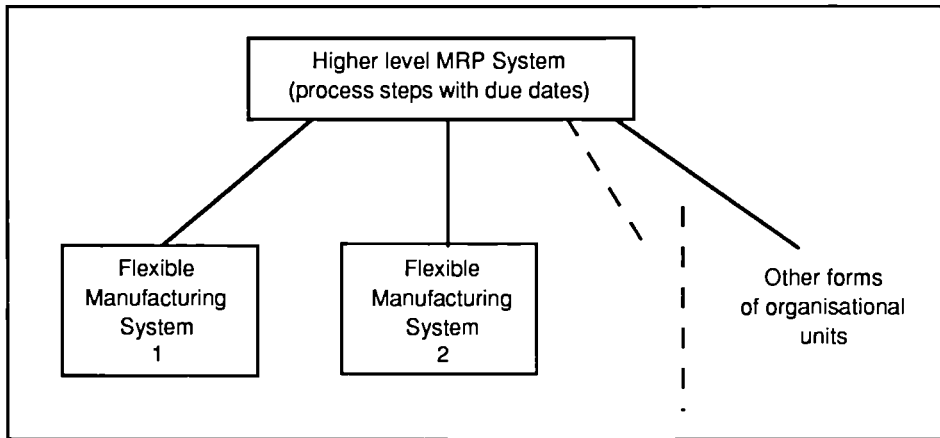 Higher level MRP System
(process steps with due dates)
Flexible
Manufacturing
System
1
Flexible
Manufacturing
System
2
Other forms
of organisational
units